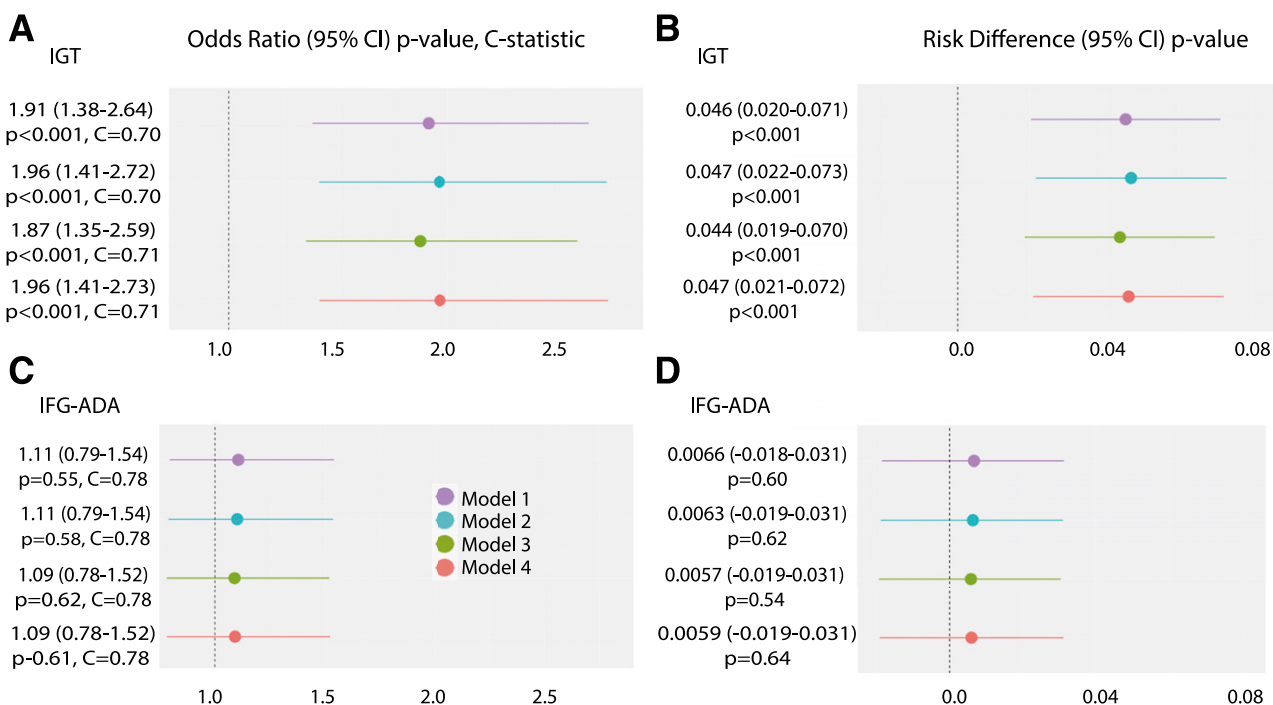 A
Odds Ratio (95% CI) p-value, C-statistic
IGT
1.91 (1.38-2.64)
p<0.001, C=0.70
1.96 (1.41-2.72)
p<0.001, C=0.70
1.87 (1.35-2.59)
p<0.001, C=0.71
1.96 (1.41-2.73)
p<0.001, C=0.71
1.0 1.5 2.0 2.5
B
Risk Difference (95% CI) p-value
IGT
0.046 (0.020-0.071)
p<0.001
0.047 (0.022-0.073)
p<0.001
0.044 (0.019-0.070)
p<0.001
0.047 (0.021-0.072)
p<0.001
0.0 0.04 0.08
C
IFG-ADA
1.11 (0.79-1.54)
p=0.55, C=0.78
1.11 (0.79-1.54)
p=0.58, C=0.78
1.09 (0.78-1.52)
p=0.62, C=0.78
1.09 (0.78-1.52)
p-0.61, C=0.78
Model 1
Model 2
Model 3
Model 4
1.0 1.5 2.0 2.5
D
IFG-ADA
0.0066 (-0.018-0.031)
p=0.60
0.0063 (-0.019-0.031)
p=0.62
0.0057 (-0.019-0.031)
p=0.54
0.0059 (-0.019-0.031)
p=0.64
0.0 0.04 0.08